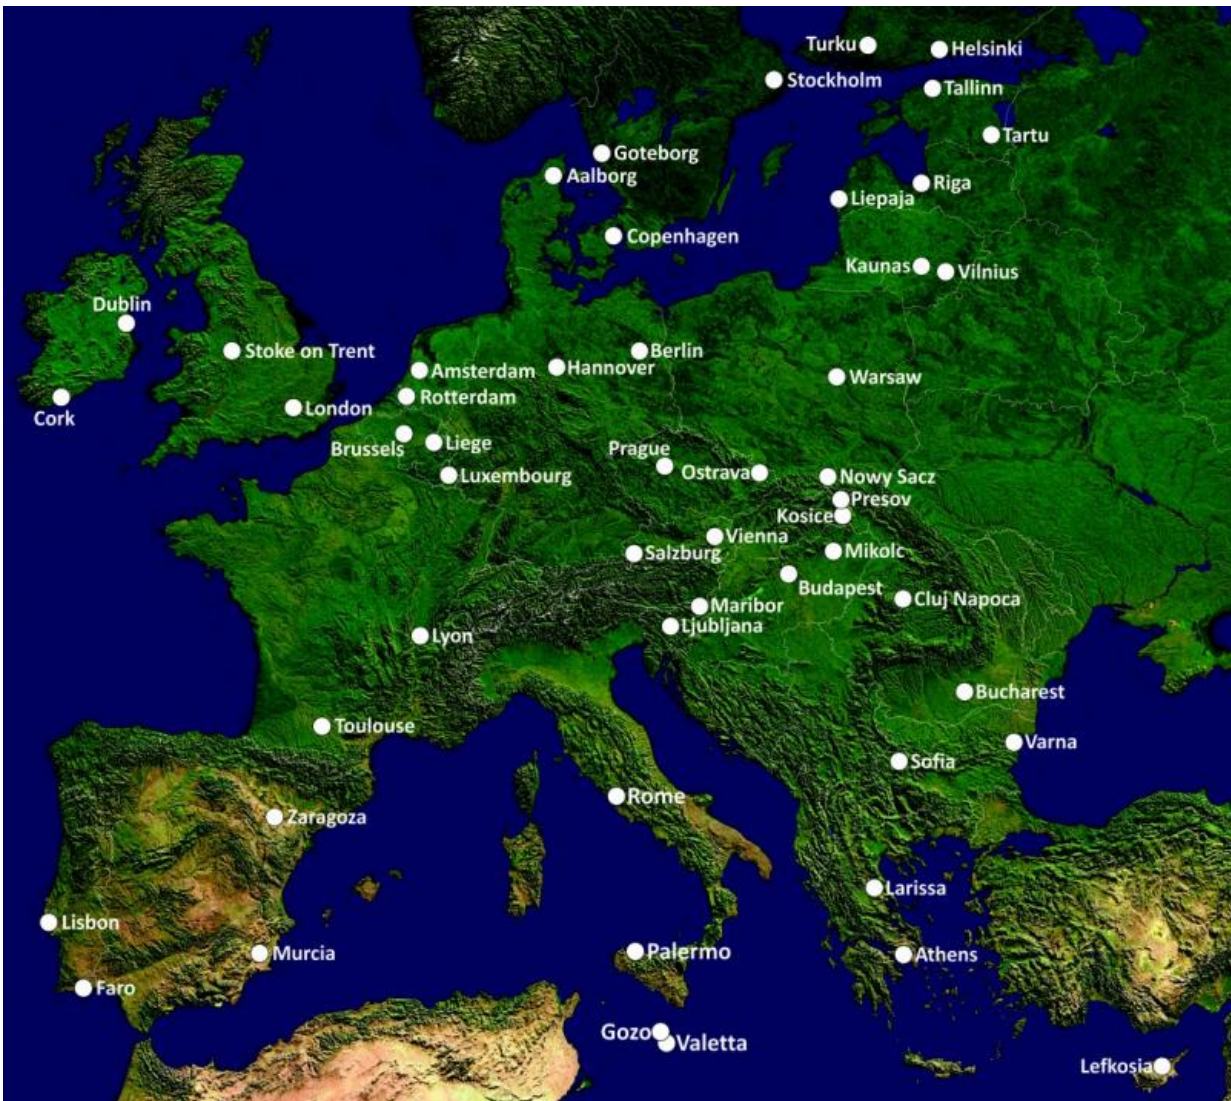 Turku
Helsinki
Stockholm
Tallinn
Tartu
Goteborg
Aalborg
Riga
Liepaja
Copenhagen
Kaunas
Vilnius
Dublin
Stoke on Trent
Berlin
Hannover
Amsterdam
Warsaw
Rotterdam
London
Cork
Brussels
Liege
Prague
Ostrava
Luxembourg
Nowy Sacz
Presov
Kosice
Vienna
Salzburg
Mikolc
Budapest
Cluj Napoca
Maribor
Ljubljana
Lyon
Bucharest
Toulouse
Varna
Sofia
Rome
Zaragoza
Larissa
Lisbon
Murcia
Palermo
Athens
Faro
Gozo
Valetta
Lefkosia